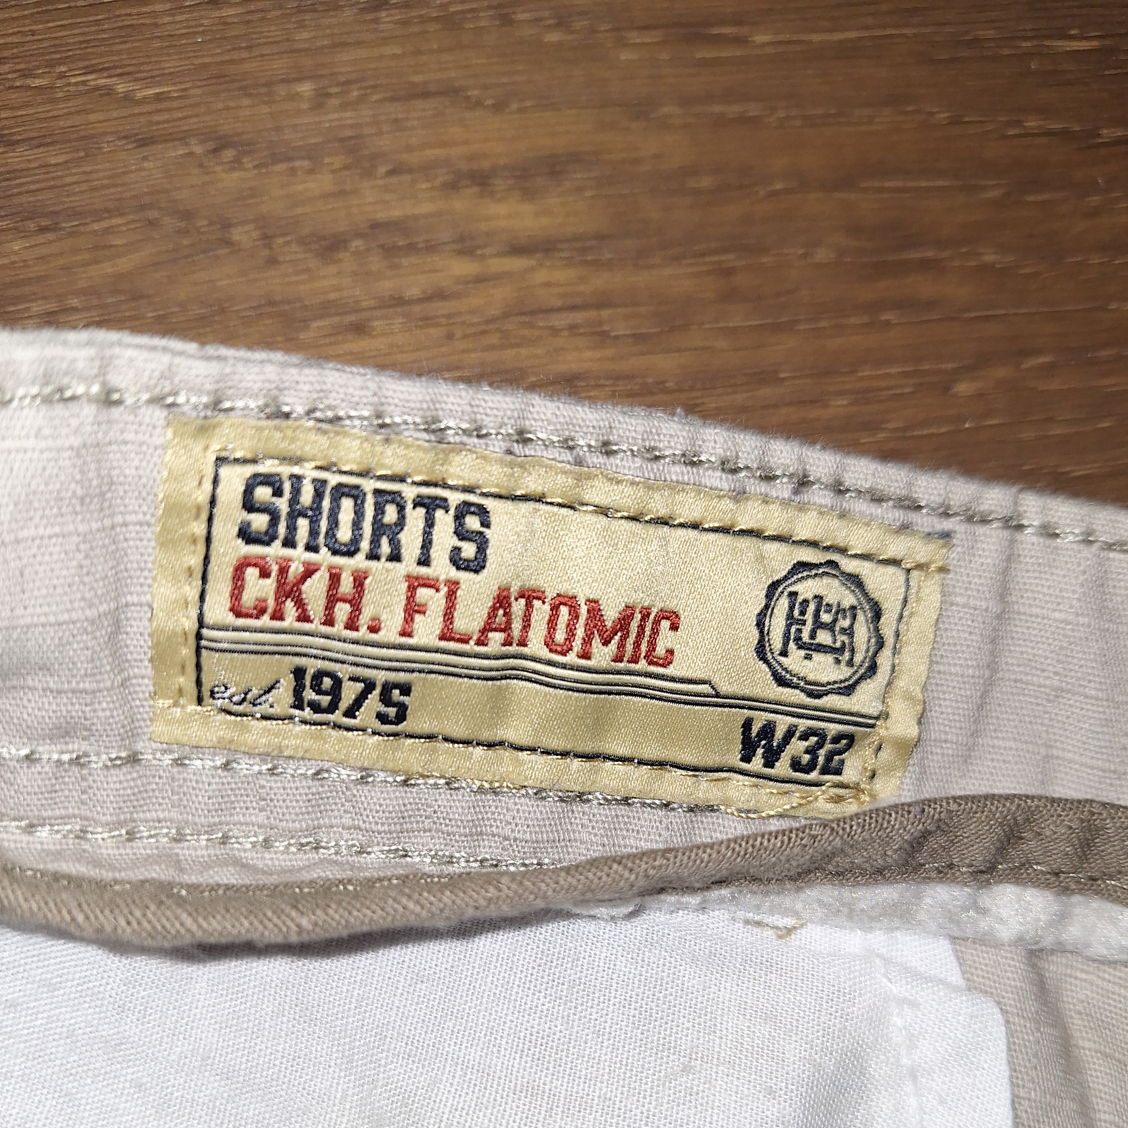 SHORTS
CKH. FLATOMIC
est. 1975
W32